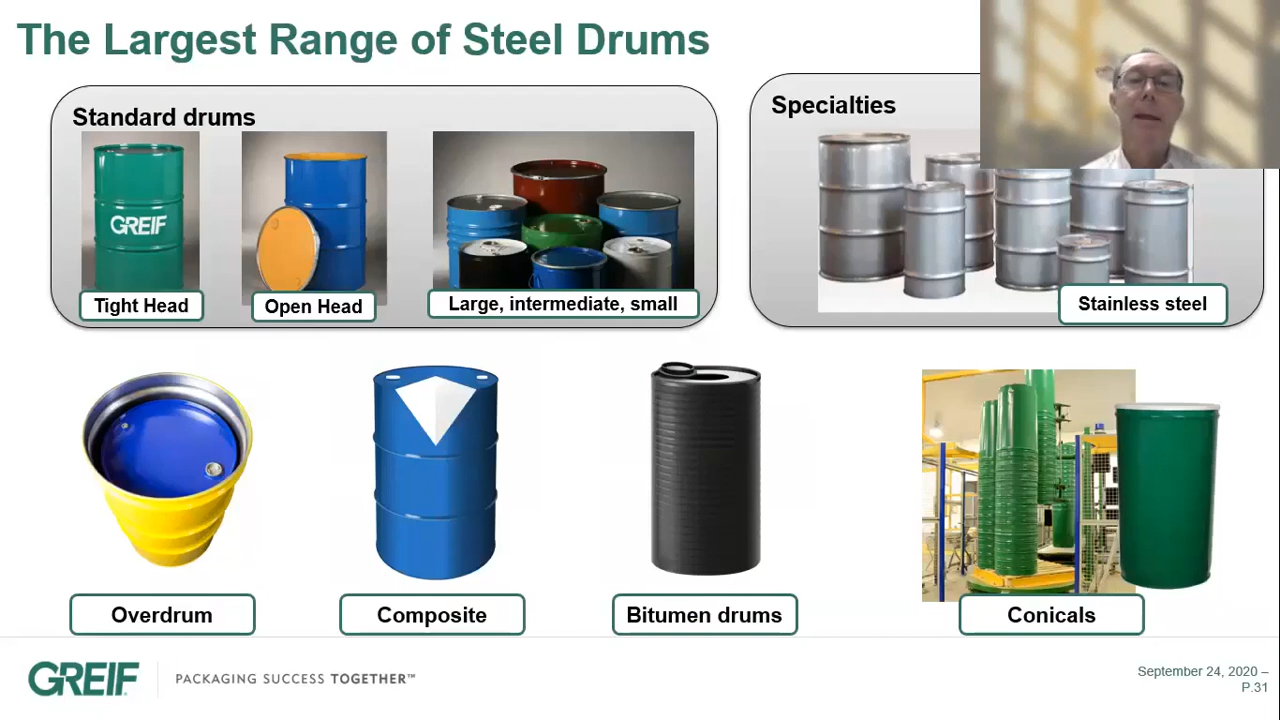 The Largest Range of Steel Drums
Standard drums
GREIF
Tight Head
Open Head
Large, intermediate, small
Specialties
Stainless steel
Overdrum
Composite
Bitumen drums
Conicals
GREIF
PACKAGING SUCCESS TOGETHER™
September 24, 2020 –
P.31